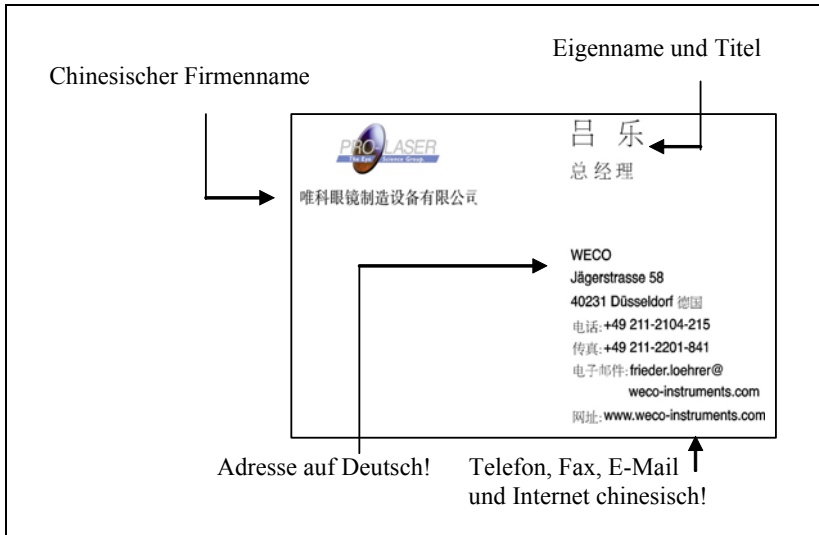 Eigenname und Titel
Chinesischer Firmenname
PRO-LASER
The Eye Science Group.
吕 乐
总经理
唯科眼镜制造设备有限公司
WECO
Jägerstrasse 58
40231 Düsseldorf 德国
电话:+49 211-2104-215
传真:+49 211-2201-841
电子邮件:frieder.loehrer@
weco-instruments.com
网址:www.weco-instruments.com
Adresse auf Deutsch!
Telefon, Fax, E-Mail
und Internet chinesisch!